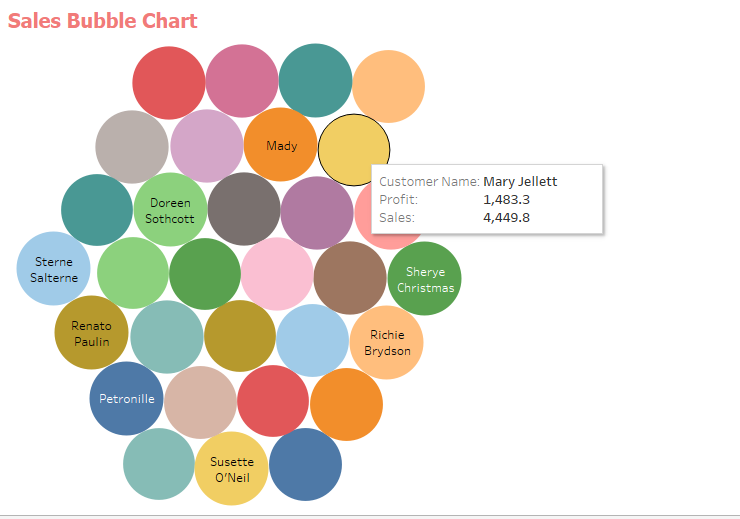 Sales Bubble Chart
Mady
Customer Name: Mary Jellett
Profit: 1,483.3
Sales: 4,449.8
Doreen
Sothcott
Sterne
Salterne
Sherye
Christmas
Renato
Paulin
Richie
Brydson
Petronille
Susette
O'Neil